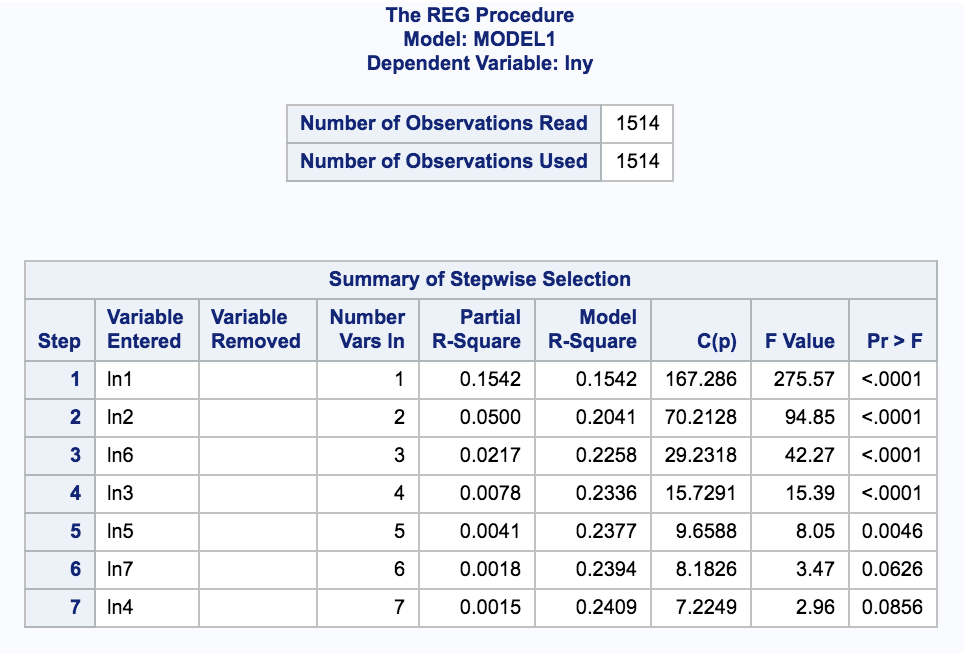 The REG Procedure
Model: MODEL1
Dependent Variable: lny
Number of Observations Read 1514
Number of Observations Used 1514
Summary of Stepwise Selection
Step Variable Entered Variable Removed Number Vars In Partial R-Square Model R-Square C(p) F Value Pr > F
1 ln1 1 0.1542 0.1542 167.286 275.57 <.0001
2 ln2 2 0.0500 0.2041 70.2128 94.85 <.0001
3 ln6 3 0.0217 0.2258 29.2318 42.27 <.0001
4 ln3 4 0.0078 0.2336 15.7291 15.39 <.0001
5 ln5 5 0.0041 0.2377 9.6588 8.05 0.0046
6 ln7 6 0.0018 0.2394 8.1826 3.47 0.0626
7 ln4 7 0.0015 0.2409 7.2249 2.96 0.0856